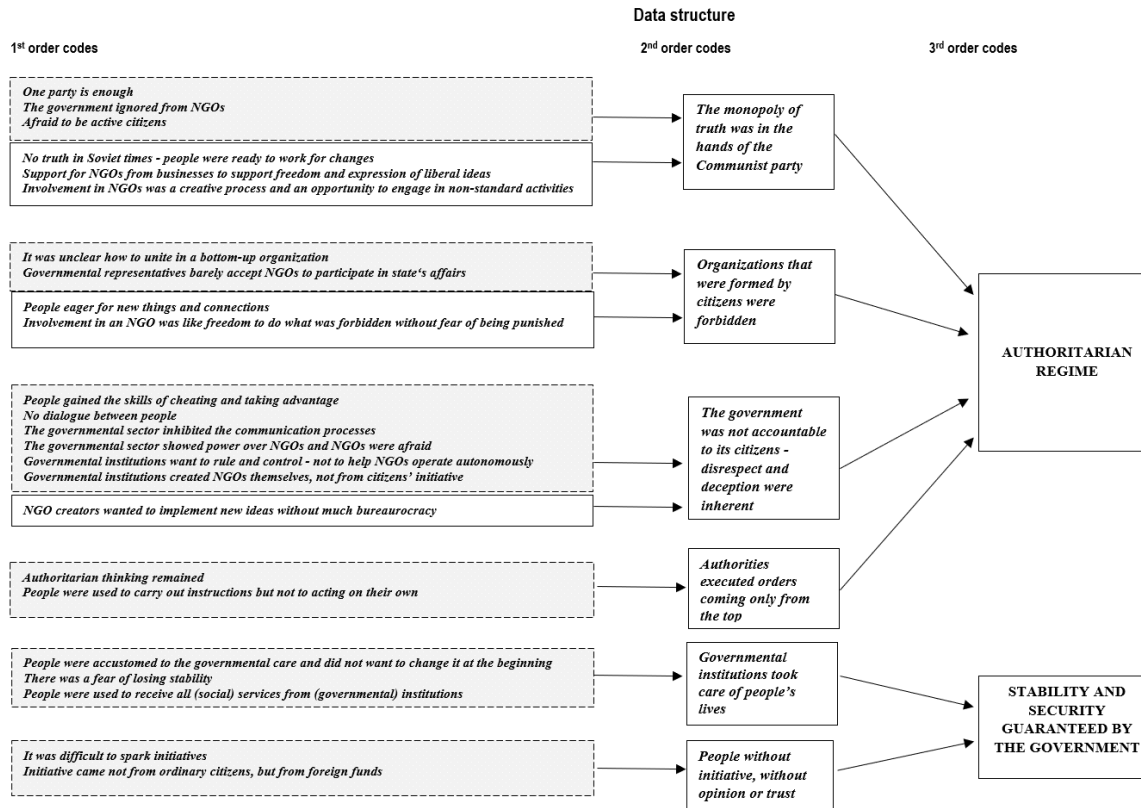 Data structure
1st order codes
2nd order codes
3rd order codes
One party is enough
The government ignored from NGOs
Afraid to be active citizens
No truth in Soviet times - people were ready to work for changes
Support for NGOs from businesses to support freedom and expression of liberal ideas
Involvement in NGOs was a creative process and an opportunity to engage in non-standard activities
The monopoly of
truth was in the
hands of the
Communist party
It was unclear how to unite in a bottom-up organization
Governmental representatives barely accept NGOs to participate in state‘s affairs
People eager for new things and connections
Involvement in an NGO was like freedom to do what was forbidden without fear of being punished
Organizations that
were formed by
citizens were
forbidden
AUTHORITARIAN
REGIME
People gained the skills of cheating and taking advantage
No dialogue between people
The governmental sector inhibited the communication processes
The governmental sector showed power over NGOs and NGOs were afraid
Governmental institutions want to rule and control - not to help NGOs operate autonomously
Governmental institutions created NGOs themselves, not from citizens’ initiative
NGO creators wanted to implement new ideas without much bureaurocracy
The government
was not accountable
to its citizens -
disrespect and
deception were
inherent
Authoritarian thinking remained
People were used to carry out instructions but not to acting on their own
Authorities
executed orders
coming only from
the top
People were accustomed to the governmental care and did not want to change it at the beginning
There was a fear of losing stability
People were used to receive all (social) services from (governmental) institutions
Governmental
institutions took
care of people’s
lives
STABILITY AND
SECURITY
GUARANTEED BY
THE GOVERNMENT
It was difficult to spark initiatives
Initiative came not from ordinary citizens, but from foreign funds
People without
initiative, without
opinion or trust